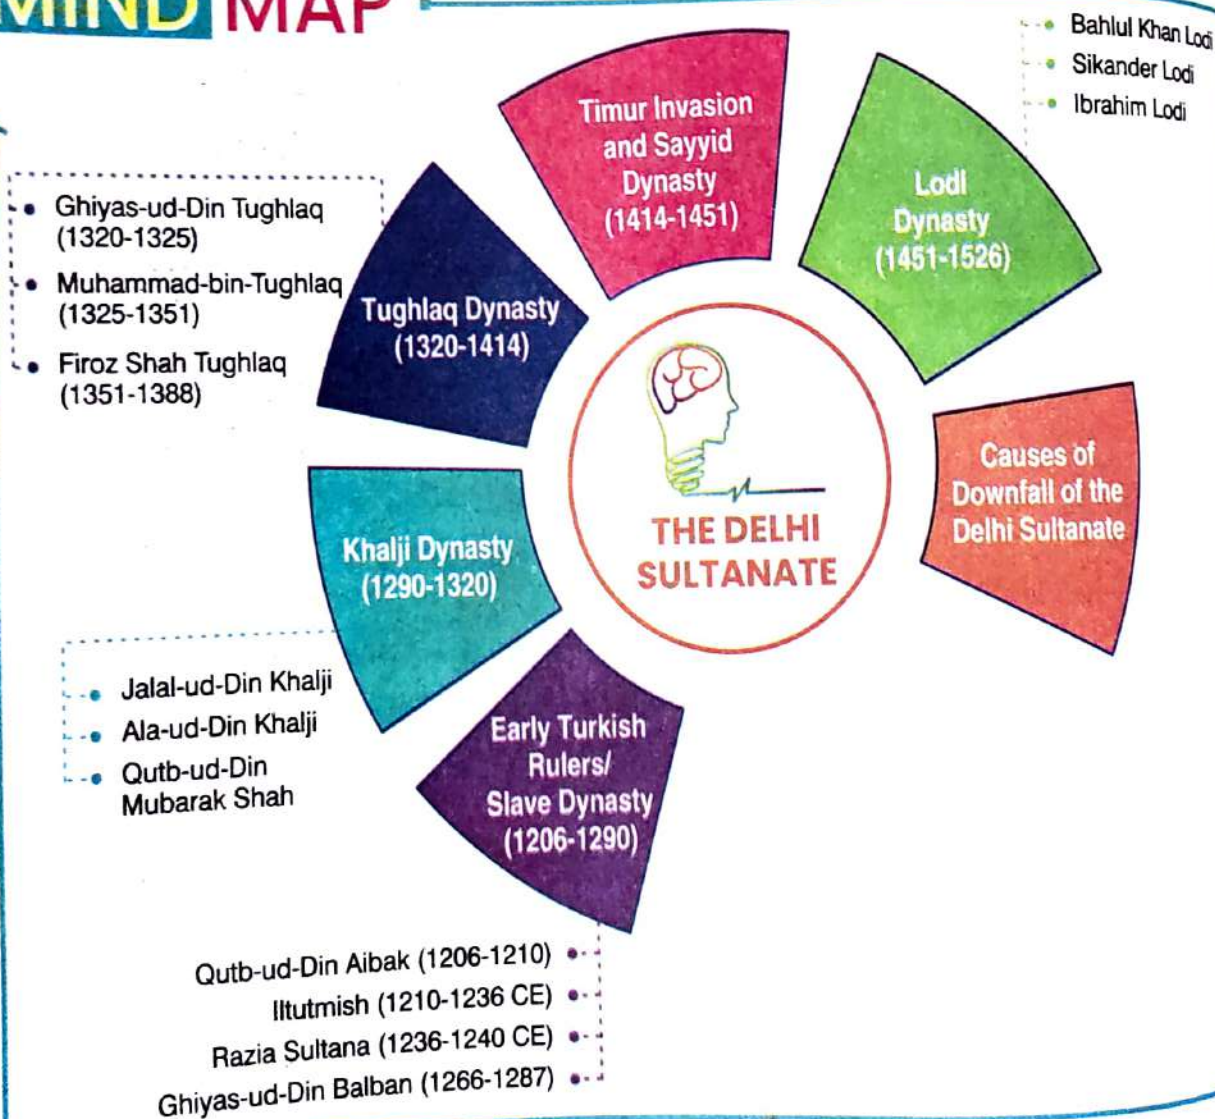 MIND MAP
Bahlul Khan Lodi
Sikander Lodi
Ibrahim Lodi
Timur Invasion
and Sayyid
Dynasty
(1414-1451)
Lodi
Dynasty
(1451-1526)
Ghiyas-ud-Din Tughlaq
(1320-1325)
Muhammad-bin-Tughlaq
(1325-1351)
Firoz Shah Tughlaq
(1351-1388)
Tughlaq Dynasty
(1320-1414)
Causes of
Downfall of the
Delhi Sultanate
THE DELHI
SULTANATE
Khalji Dynasty
(1290-1320)
Jalal-ud-Din Khalji
Ala-ud-Din Khalji
Qutb-ud-Din
Mubarak Shah
Early Turkish
Rulers/
Slave Dynasty
(1206-1290)
Qutb-ud-Din Aibak (1206-1210)
Iltutmish (1210-1236 CE)
Razia Sultana (1236-1240 CE)
Ghiyas-ud-Din Balban (1266-1287)